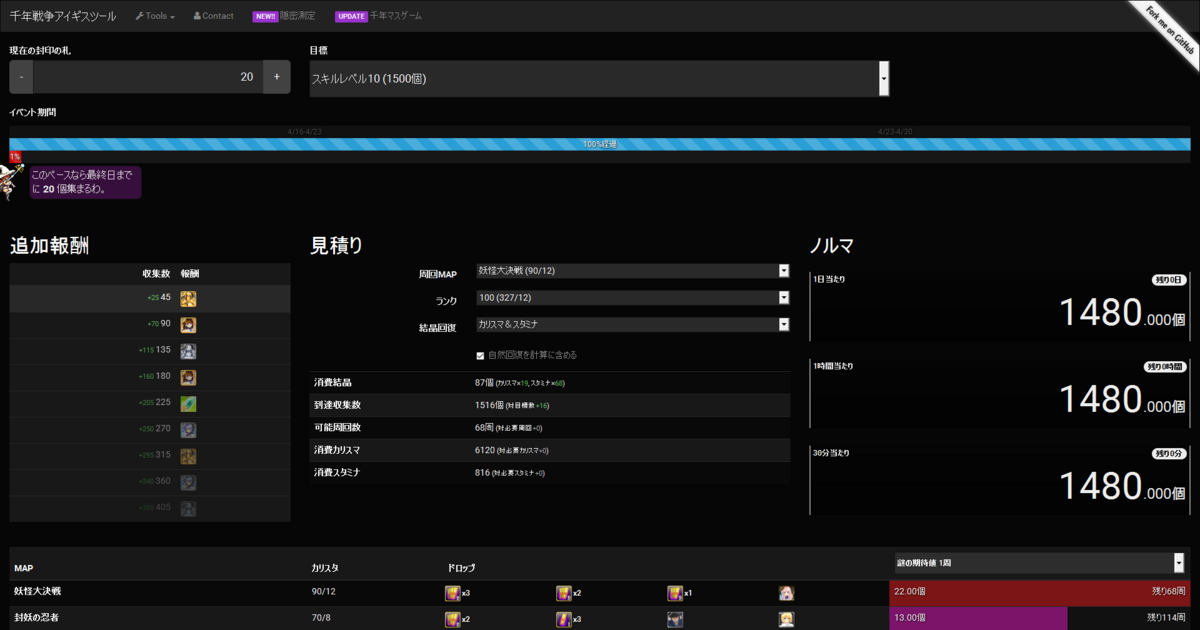 千年戦争アイギスツール Tools Contact NEW!! 隠密測定 UPDATE 千年マスゲーム
Fork me on GitHub
現在の封印の札 目標
- 20 + スキルレベル10 (1500個)
イベント期間
4/16-4/23 4/23-4/30
100%経過
1%
このペースなら最終日まで
に 20 個集まるわ。
追加報酬 見積り ノルマ
収集数 報酬
+25 45
+70 90
+115 135
+160 180
+205 225
+250 270
+295 315
+340 360
+385 405
周回MAP 妖怪大決戦 (90/12)
ランク 100 (327/12)
結晶回復 カリスマ&スタミナ
自然回復を計算に含める
消費結晶 87個 (カリスマ×19, スタミナ×68)
到達収集数 1516個 (対目標数+16)
可能周回数 68周 (対必要周回+0)
消費カリスマ 6120 (対必要カリスマ+0)
消費スタミナ 816 (対必要スタミナ+0)
1日当たり 残り0日
1480.000個
1時間当たり 残り0時間
1480.000個
30分当たり 残り0分
1480.000個
MAP カリスタ ドロップ 謎の期待値 1周
妖怪大決戦 90/12 x3 x2 x1 22.00個 残り68周
封妖の忍者 70/8 x2 x3 13.00個 残り114周